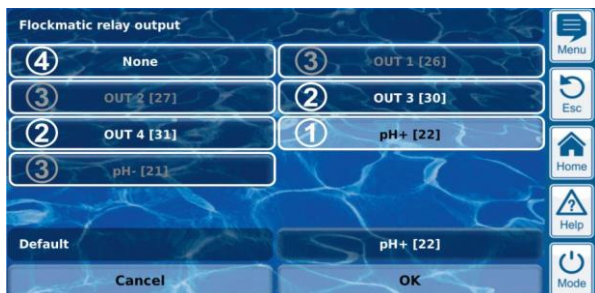 Flockmatic relay output
4 None
3 OUT 1 [26]
3 OUT 2 [27]
2 OUT 3 [30]
2 OUT 4 [31]
1 pH+ [22]
3 pH- [21]
Default pH+ [22]
Cancel OK
Menu
Esc
Home
? Help
Mode